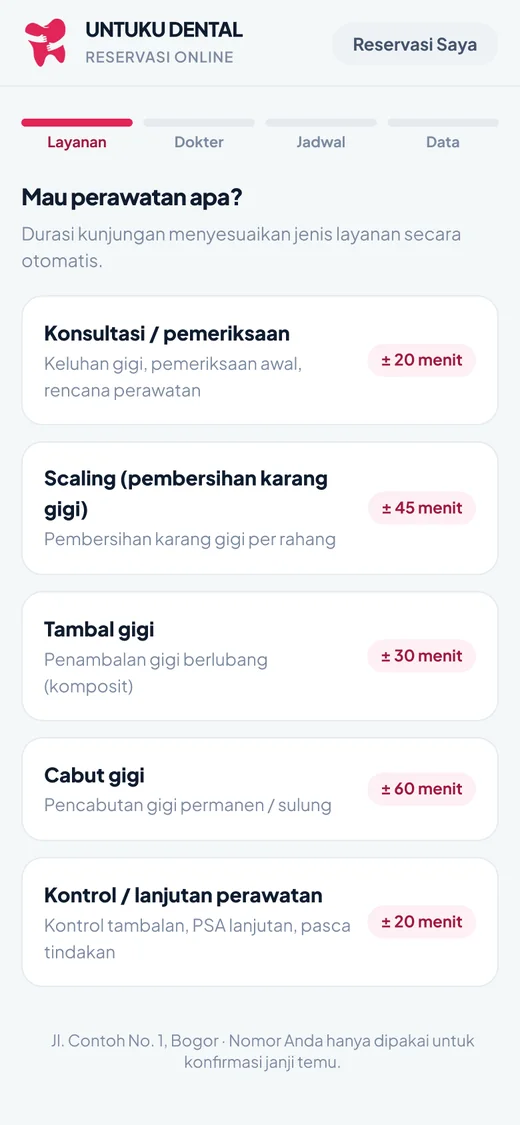 UNTUKU DENTAL
RESERVASI ONLINE
Reservasi Saya
Layanan
Dokter
Jadwal
Data
Mau perawatan apa?
Durasi kunjungan menyesuaikan jenis layanan secara
otomatis.
Konsultasi / pemeriksaan
Keluhan gigi, pemeriksaan awal,
rencana perawatan
± 20 menit
Scaling (pembersihan karang
gigi)
Pembersihan karang gigi per rahang
± 45 menit
Tambal gigi
Penambalan gigi berlubang
(komposit)
± 30 menit
Cabut gigi
Pencabutan gigi permanen / sulung
± 60 menit
Kontrol / lanjutan perawatan
Kontrol tambalan, PSA lanjutan, pasca
tindakan
± 20 menit
Jl. Contoh No. 1, Bogor · Nomor Anda hanya dipakai untuk
konfirmasi janji temu.